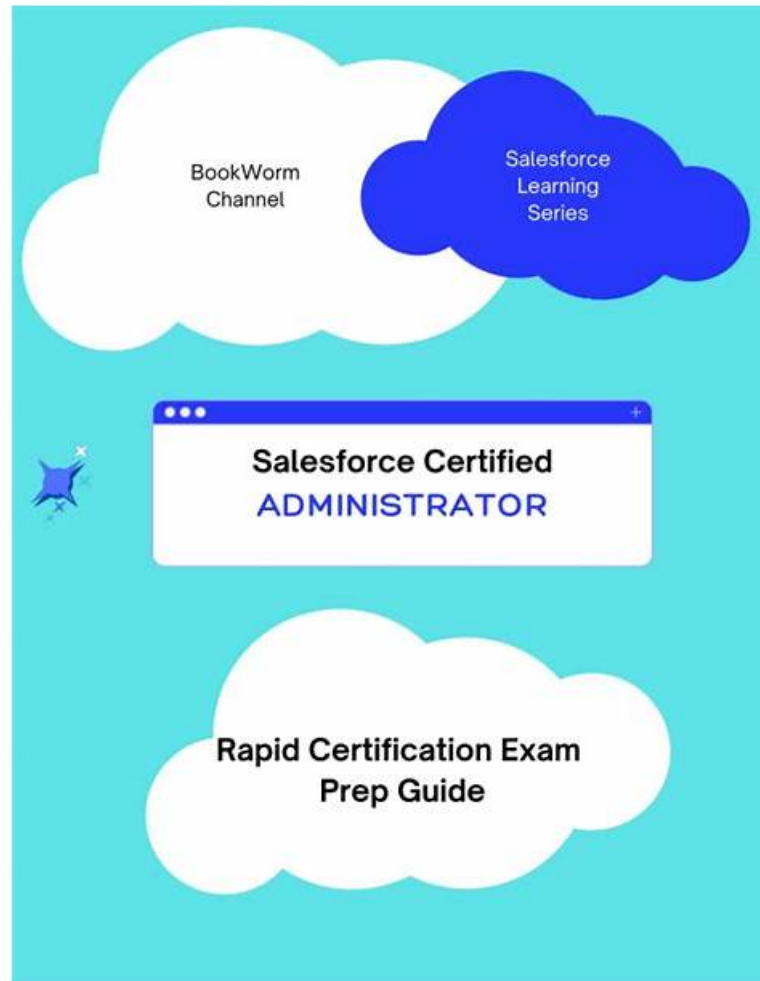 BookWorm
Channel
Salesforce
Learning
Series
Salesforce Certified
ADMINISTRATOR
Rapid Certification Exam
Prep Guide